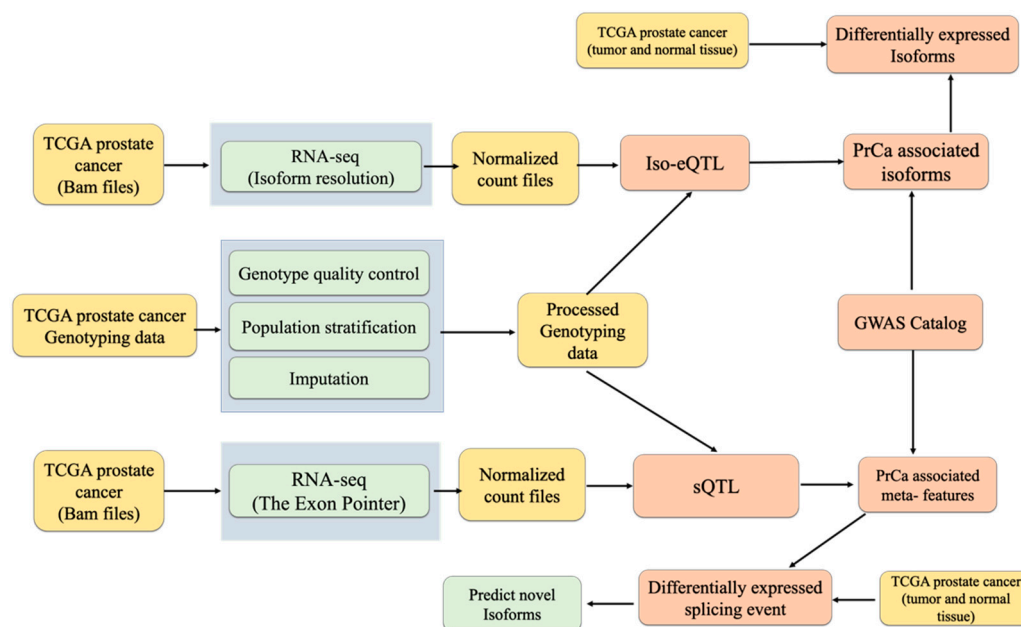 TCGA prostate cancer
(tumor and normal tissue)
Differentially expressed
Isoforms
TCGA prostate
cancer
(Bam files)
RNA-seq
(Isoform resolution)
Normalized
count files
Iso-eQTL
PrCa associated
isoforms
Genotype quality control
TCGA prostate cancer
Genotyping data
Population stratification
Imputation
Processed
Genotyping
data
GWAS Catalog
TCGA prostate
cancer
(Bam files)
RNA-seq
(The Exon Pointer)
Normalized
count files
sQTL
PrCa associated
meta- features
Predict novel
Isoforms
Differentially expressed
splicing event
TCGA prostate cancer
(tumor and normal
tissue)